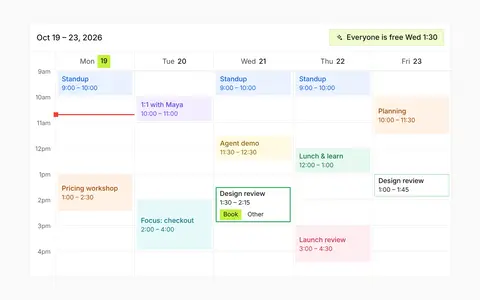 Oct 19 – 23, 2026
Everyone is free Wed 1:30
Mon 19
Tue 20
Wed 21
Thu 22
Fri 23
9am
10am
11am
12pm
1pm
2pm
3pm
4pm
Standup
9:00 – 10:00
Pricing workshop
1:00 – 2:30
1:1 with Maya
10:00 – 11:00
Focus: checkout
2:00 – 4:00
Standup
9:00 – 10:00
Agent demo
11:30 – 12:30
Design review
1:30 – 2:15
Book Other
Standup
9:00 – 10:00
Lunch & learn
12:00 – 1:00
Launch review
3:00 – 4:30
Planning
10:00 – 11:30
Design review
1:00 – 1:45